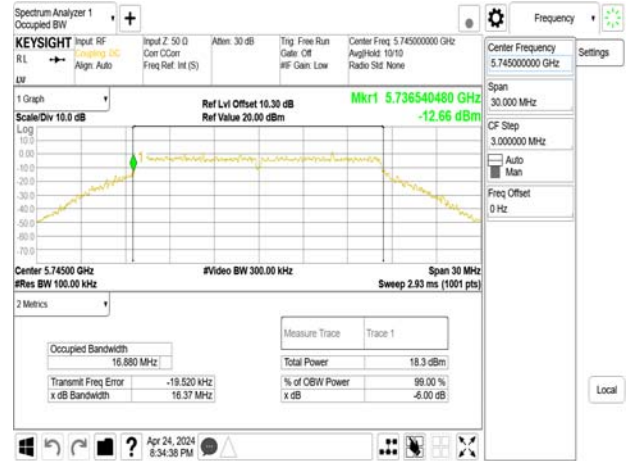 Spectrum Analyzer 1
Occupied BW
+
Frequency
KEYSIGHT
Input: RF
Input Z: 50 Ω
Atten: 30 dB
Trig: Free Run
Center Freq: 5.745000000 GHz
RL
Coupling: DC
Corr CCorr
Gate: Off
Avg|Hold: 10/10
Align: Auto
Freq Ref: Int (S)
#IF Gain: Low
Radio Std: None
Center Frequency
5.745000000 GHz
Settings
Span
30.000 MHz
CF Step
3.000000 MHz
Auto
Man
Freq Offset
0 Hz
Local
1 Graph
Scale/Div 10.0 dB
Ref Lvl Offset 10.30 dB
Ref Value 20.00 dBm
Mkr1 5.736540480 GHz
-12.66 dBm
Log
10.0
0.00
-10.0
-20.0
-30.0
-40.0
-50.0
-60.0
-70.0
1
Center 5.74500 GHz
#Video BW 300.00 kHz
Span 30 MHz
#Res BW 100.00 kHz
Sweep 2.93 ms (1001 pts)
2 Metrics
Measure Trace
Trace 1
Occupied Bandwidth
16.880 MHz
Total Power
18.3 dBm
Transmit Freq Error
-19.520 kHz
% of OBW Power
99.00 %
x dB Bandwidth
16.37 MHz
x dB
-6.00 dB
?
Apr 24, 2024
8:34:38 PM